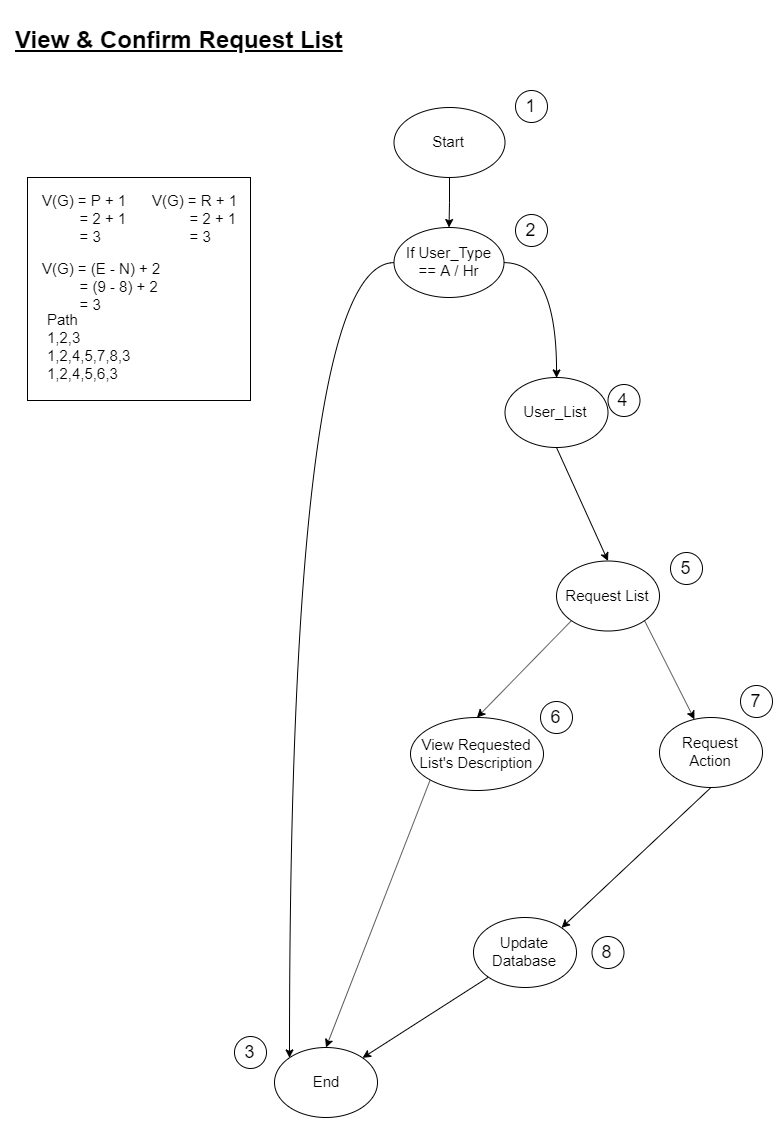 View & Confirm Request List
1
Start
V(G) = P + 1 V(G) = R + 1
= 2 + 1 = 2 + 1
= 3 = 3
V(G) = (E - N) + 2
= (9 - 8) + 2
= 3
Path
1,2,3
1,2,4,5,7,8,3
1,2,4,5,6,3
2
If User_Type
== A / Hr
4
User_List
5
Request List
6
View Requested
List's Description
7
Request
Action
Update
Database
8
3
End